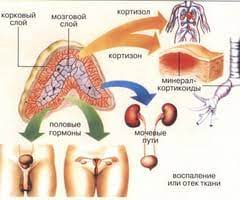 корковый
слой
мозговой
слой
кортизол
кортизон
минерал-
кортикоиды
половые
гормоны
мочевые
пути
воспаление
или отек ткани